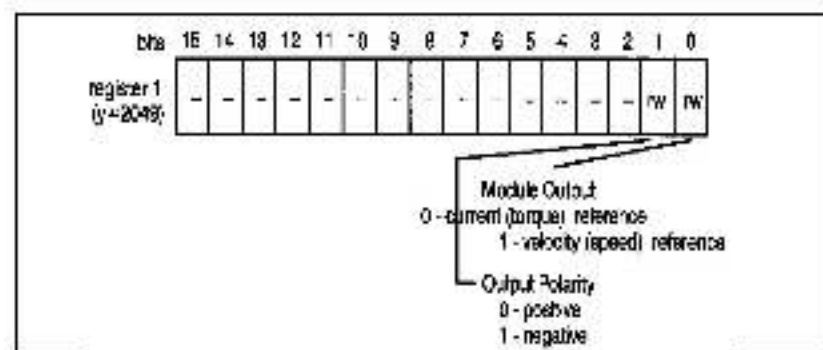 bits 15 14 13 12 11 10 9 8 7 6 5 4 3 2 1 0
register 1
(y=2049)
- - - - - - - - - - - - - - rw rw
Module Output
0 - current (torque) reference
1 - velocity (speed) reference
Output Polarity
0 - positive
1 - negative